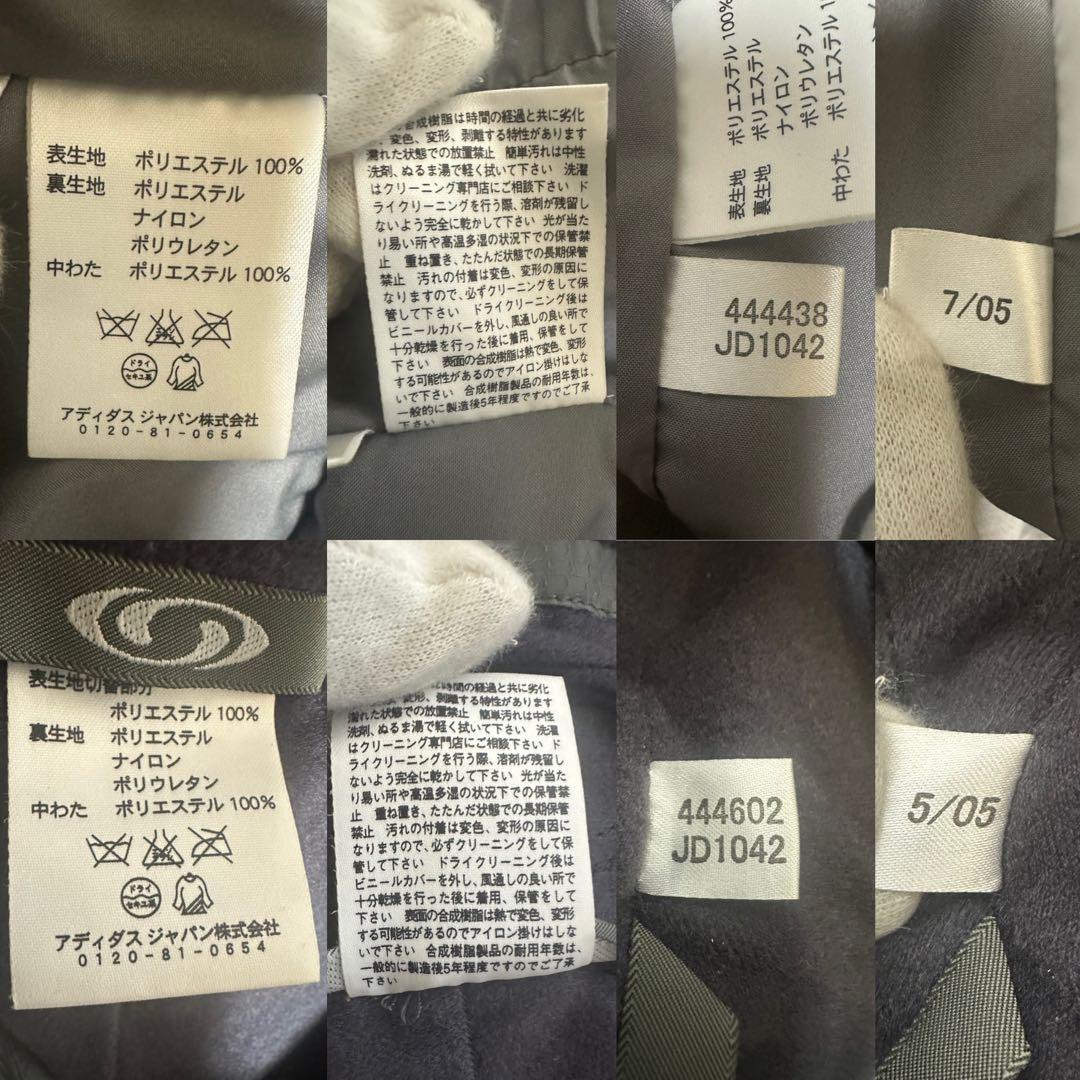 表生地 ポリエステル 100%
裏生地 ポリエステル
ナイロン
ポリウレタン
中わた ポリエステル 100%
ドライ
セキユ系
アディダス ジャパン株式会社
0120-81-0654
合成樹脂は時間の経過と共に劣化
変色、変形、剥離する特性があります
濡れた状態での放置禁止 簡単汚れは中性
洗剤、ぬるま湯で軽く拭いて下さい 洗濯
はクリーニング専門店にご相談下さい ド
ライクリーニングを行う際、溶剤が残留し
ないよう完全に乾かして下さい 光が当た
り易い所や高温多湿の状況下での保管禁
止 重ね置き、たたんだ状態での長期保管
禁止 汚れの付着は変色、変形の原因に
なりますので、必ずクリーニングをして保
管して下さい ドライクリーニング後は
ビニールカバーを外し、風通しの良い所で
十分乾燥を行った後に着用、保管をして
下さい 表面の合成樹脂は熱で変色、変形
する可能性があるのでアイロン掛けはしな
いで下さい 合成樹脂製品の耐用年数は、
一般的に製造後5年程度ですのでご了承
下さい
表生地 ポリエステル 100%
裏生地 ポリエステル
ナイロン
ポリウレタン
中わた ポリエステル
444438
JD1042
7/05
表生地切替部分
ポリエステル 100%
裏生地 ポリエステル
ナイロン
ポリウレタン
中わた ポリエステル 100%
ドライ
セキユ系
アディダス ジャパン株式会社
0120-81-0654
時間の経過と共に劣化
変形、剥離する特性があります
濡れた状態での放置禁止 簡単汚れは中性
洗剤、ぬるま湯で軽く拭いて下さい 洗濯
はクリーニング専門店にご相談下さい ド
ライクリーニングを行う際、溶剤が残留し
ないよう完全に乾かして下さい 光が当た
り易い所や高温多湿の状況下での保管禁
止 重ね置き、たたんだ状態での長期保管
禁止 汚れの付着は変色、変形の原因に
なりますので、必ずクリーニングをして保
管して下さい ドライクリーニング後は
ビニールカバーを外し、風通しの良い所で
十分乾燥を行った後に着用、保管をして
下さい 表面の合成樹脂は熱で変色、変形
する可能性があるのでアイロン掛けはしな
いで下さい 合成樹脂製品の耐用年数は、
一般的に製造後5年程度ですのでご了承
下さい
444602
JD1042
5/05